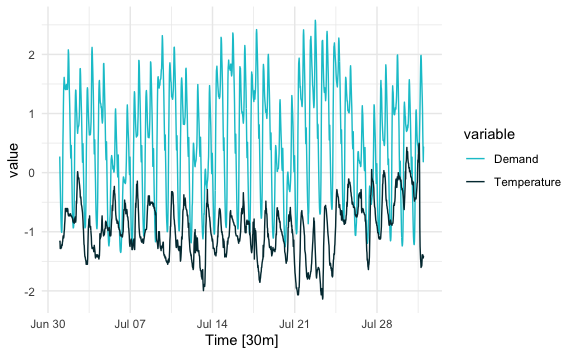 2
1
0
-1
-2
value
Jun 30
Jul 07
Jul 14
Jul 21
Jul 28
Time [30m]
variable
Demand
Temperature